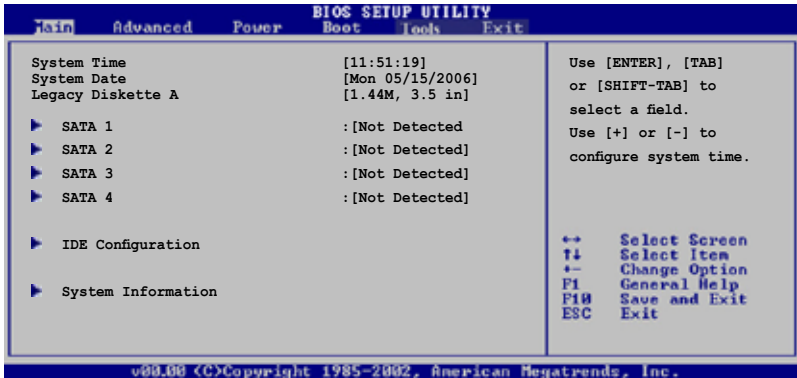 BIOS SETUP UTILITY
Main Advanced Power Boot Tools Exit
System Time [11:51:19]
System Date [Mon 05/15/2006]
Legacy Diskette A [1.44M, 3.5 in]
SATA 1 :[Not Detected
SATA 2 :[Not Detected]
SATA 3 :[Not Detected]
SATA 4 :[Not Detected]
IDE Configuration
System Information
Use [ENTER], [TAB]
or [SHIFT-TAB] to
select a field.
Use [+] or [-] to
configure system time.
↔ Select Screen
↑↓ Select Item
+- Change Option
F1 General Help
F10 Save and Exit
ESC Exit
v00.00 (C)Copyright 1985-2002, American Megatrends, Inc.